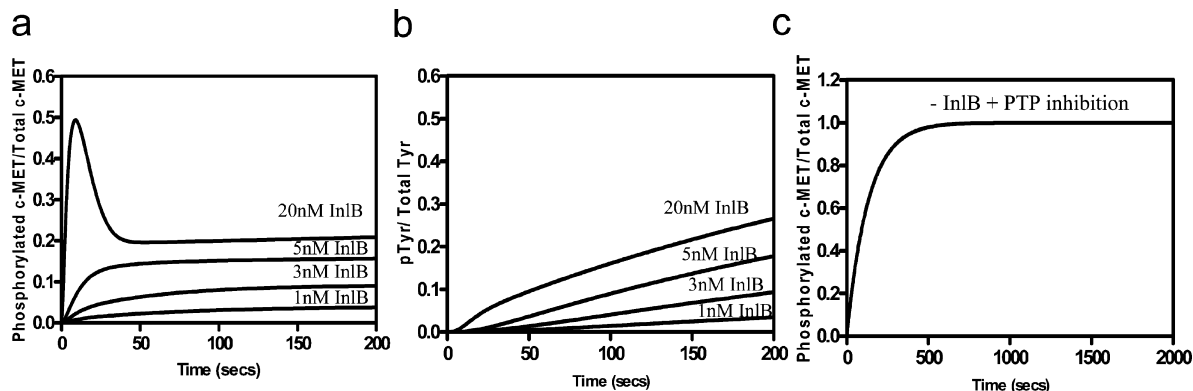 a
Phosphorylated c-MET/Total c-MET
0.6
0.5
0.4
0.3
0.2
0.1
0.0
20nM InlB
5nM InlB
3nM InlB
1nM InlB
0
50
100
150
200
Time (secs)
b
pTyr/ Total Tyr
0.6
0.5
0.4
0.3
0.2
0.1
0.0
20nM InlB
5nM InlB
3nM InlB
1nM InlB
0
50
100
150
200
Time (secs)
c
Phosphorylated c-MET/Total c-MET
1.2
1.0
0.8
0.6
0.4
0.2
0.0
- InlB + PTP inhibition
0
500
1000
1500
2000
Time (secs)